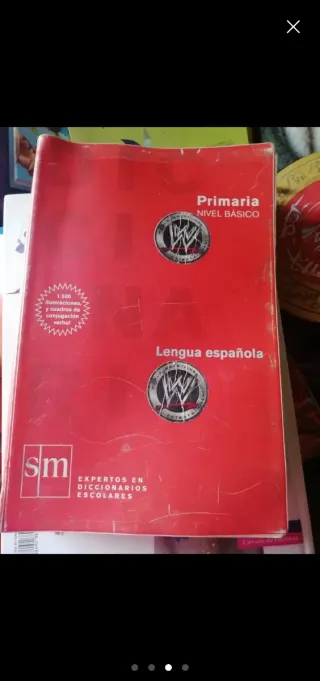 Primaria
NIVEL BÁSICO
1.500
ilustraciones,
y cuadros de
conjugación
verbal
Lengua española
sm
EXPERTOS EN
DICCIONARIOS
ESCOLARES